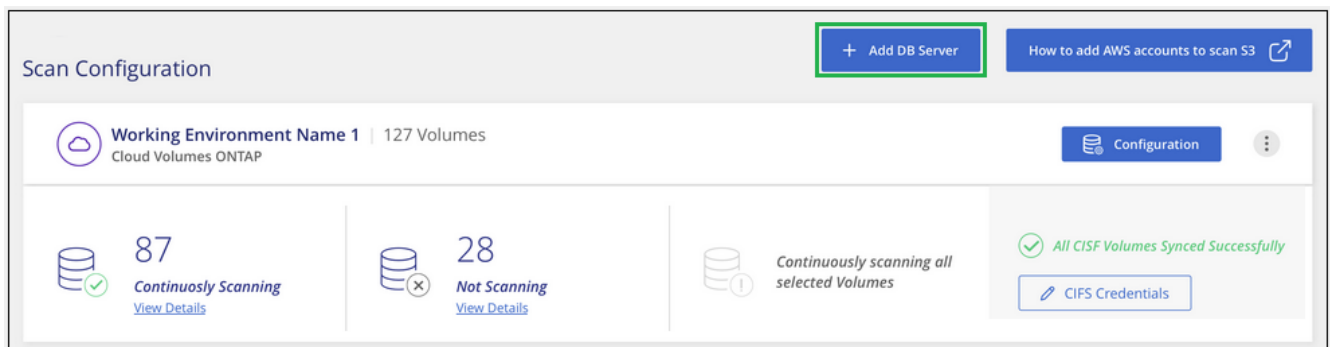 + Add DB Server
How to add AWS accounts to scan S3
Scan Configuration
Working Environment Name 1 | 127 Volumes
Cloud Volumes ONTAP
Configuration
87
Continuosly Scanning
View Details
28
Not Scanning
View Details
Continuously scanning all
selected Volumes
All CISF Volumes Synced Successfully
CIFS Credentials